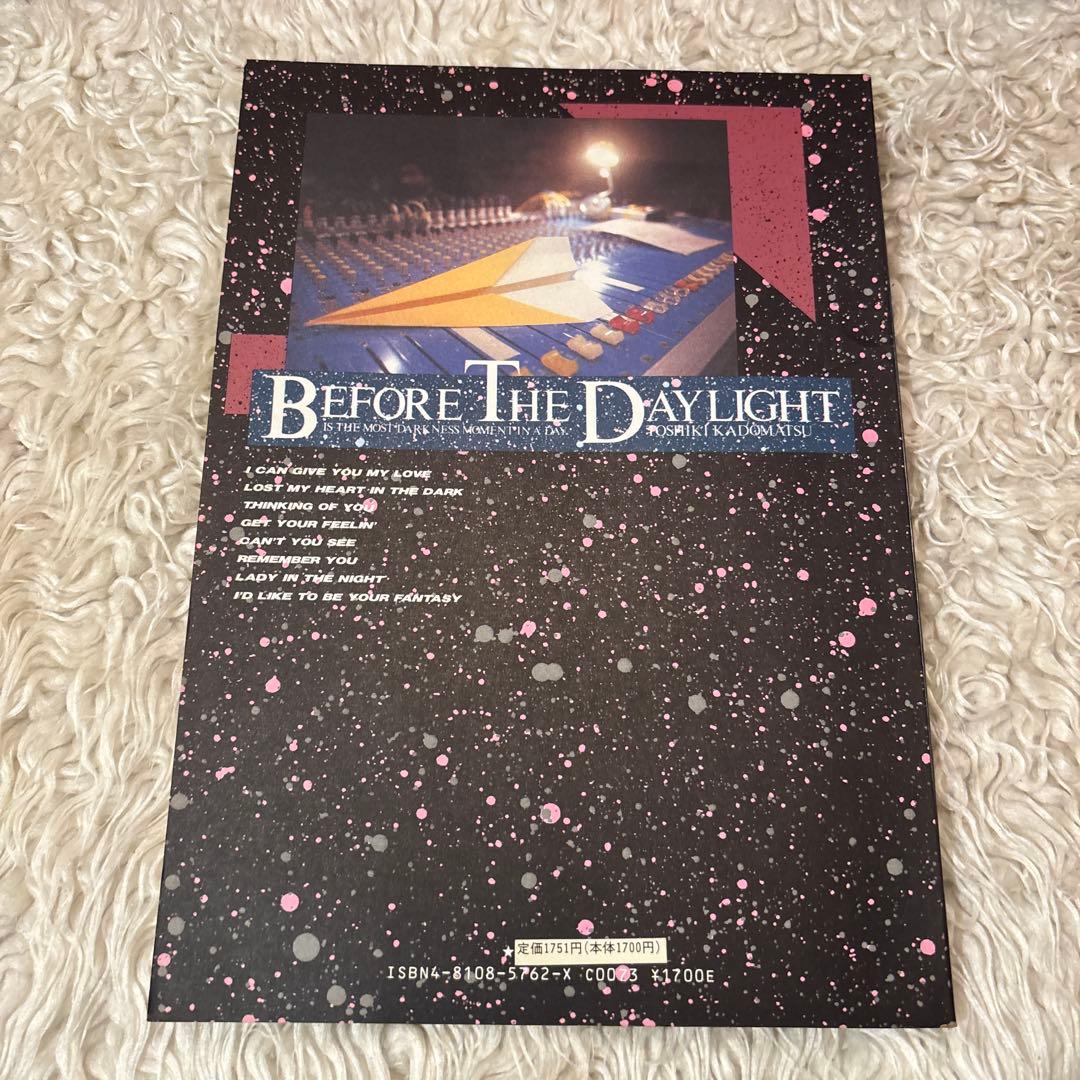 BEFORE THE DAYLIGHT
IS THE MOST DARKNESS MOMENT IN A DAY. TOSHIKI KADOMATSU
I CAN GIVE YOU MY LOVE
LOST MY HEART IN THE DARK
THINKING OF YOU
GET YOUR FEELIN'
CAN'T YOU SEE
REMEMBER YOU
LADY IN THE NIGHT
I'D LIKE TO BE YOUR FANTASY
★定価1751円(本体1700円)
ISBN4-8108-5762-X C0073 ¥1700E